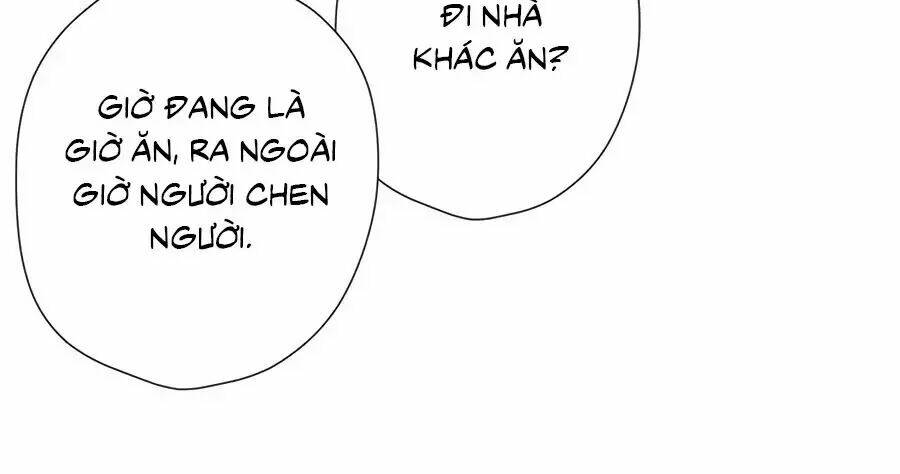 ĐI NHÀ
KHÁC ĂN?
GIỜ ĐANG LÀ
GIỜ ĂN, RA NGOÀI
GIỜ NGƯỜI CHEN
NGƯỜI.